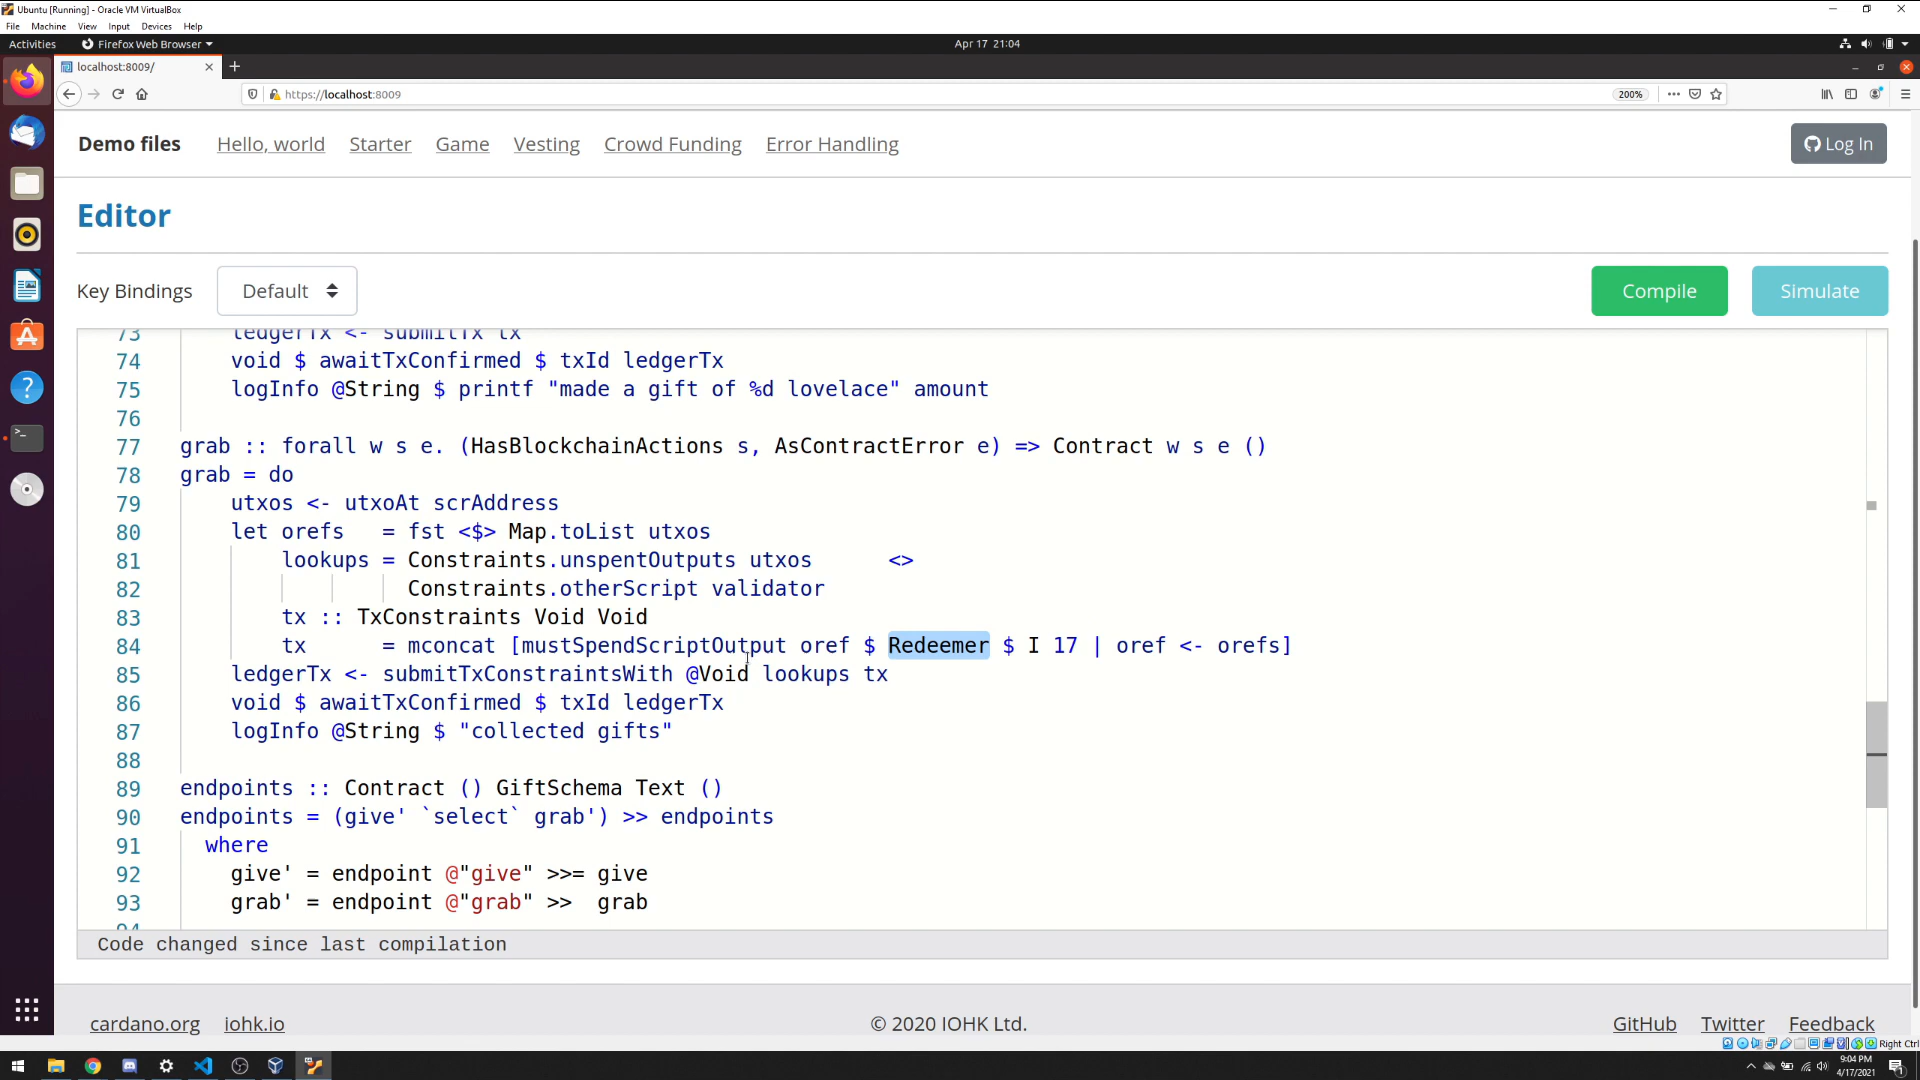 Ubuntu [Running] - Oracle VM VirtualBox
File Machine View Input Devices Help
Activities Firefox Web Browser Apr 17 21:04
localhost:8009/
https://localhost:8009 200%
Demo files Hello, world Starter Game Vesting Crowd Funding Error Handling Log In
Editor
Key Bindings Default Compile Simulate
73 ledgerTx <- submitTx tx
74 void $ awaitTxConfirmed $ txId ledgerTx
75 logInfo @String $ printf "made a gift of %d lovelace" amount
76
77 grab :: forall w s e. (HasBlockchainActions s, AsContractError e) => Contract w s e ()
78 grab = do
79 utxos <- utxoAt scrAddress
80 let orefs = fst <$> Map.toList utxos
81 lookups = Constraints.unspentOutputs utxos <>
82 Constraints.otherScript validator
83 tx :: TxConstraints Void Void
84 tx = mconcat [mustSpendScriptOutput oref $ Redeemer $ I 17 | oref <- orefs]
85 ledgerTx <- submitTxConstraintsWith @Void lookups tx
86 void $ awaitTxConfirmed $ txId ledgerTx
87 logInfo @String $ "collected gifts"
88
89 endpoints :: Contract () GiftSchema Text ()
90 endpoints = (give' `select` grab') >> endpoints
91 where
92 give' = endpoint @"give" >>= give
93 grab' = endpoint @"grab" >> grab
94
Code changed since last compilation
cardano.org iohk.io © 2020 IOHK Ltd. GitHub Twitter Feedback
Right Ctrl
9:04 PM
4/17/2021